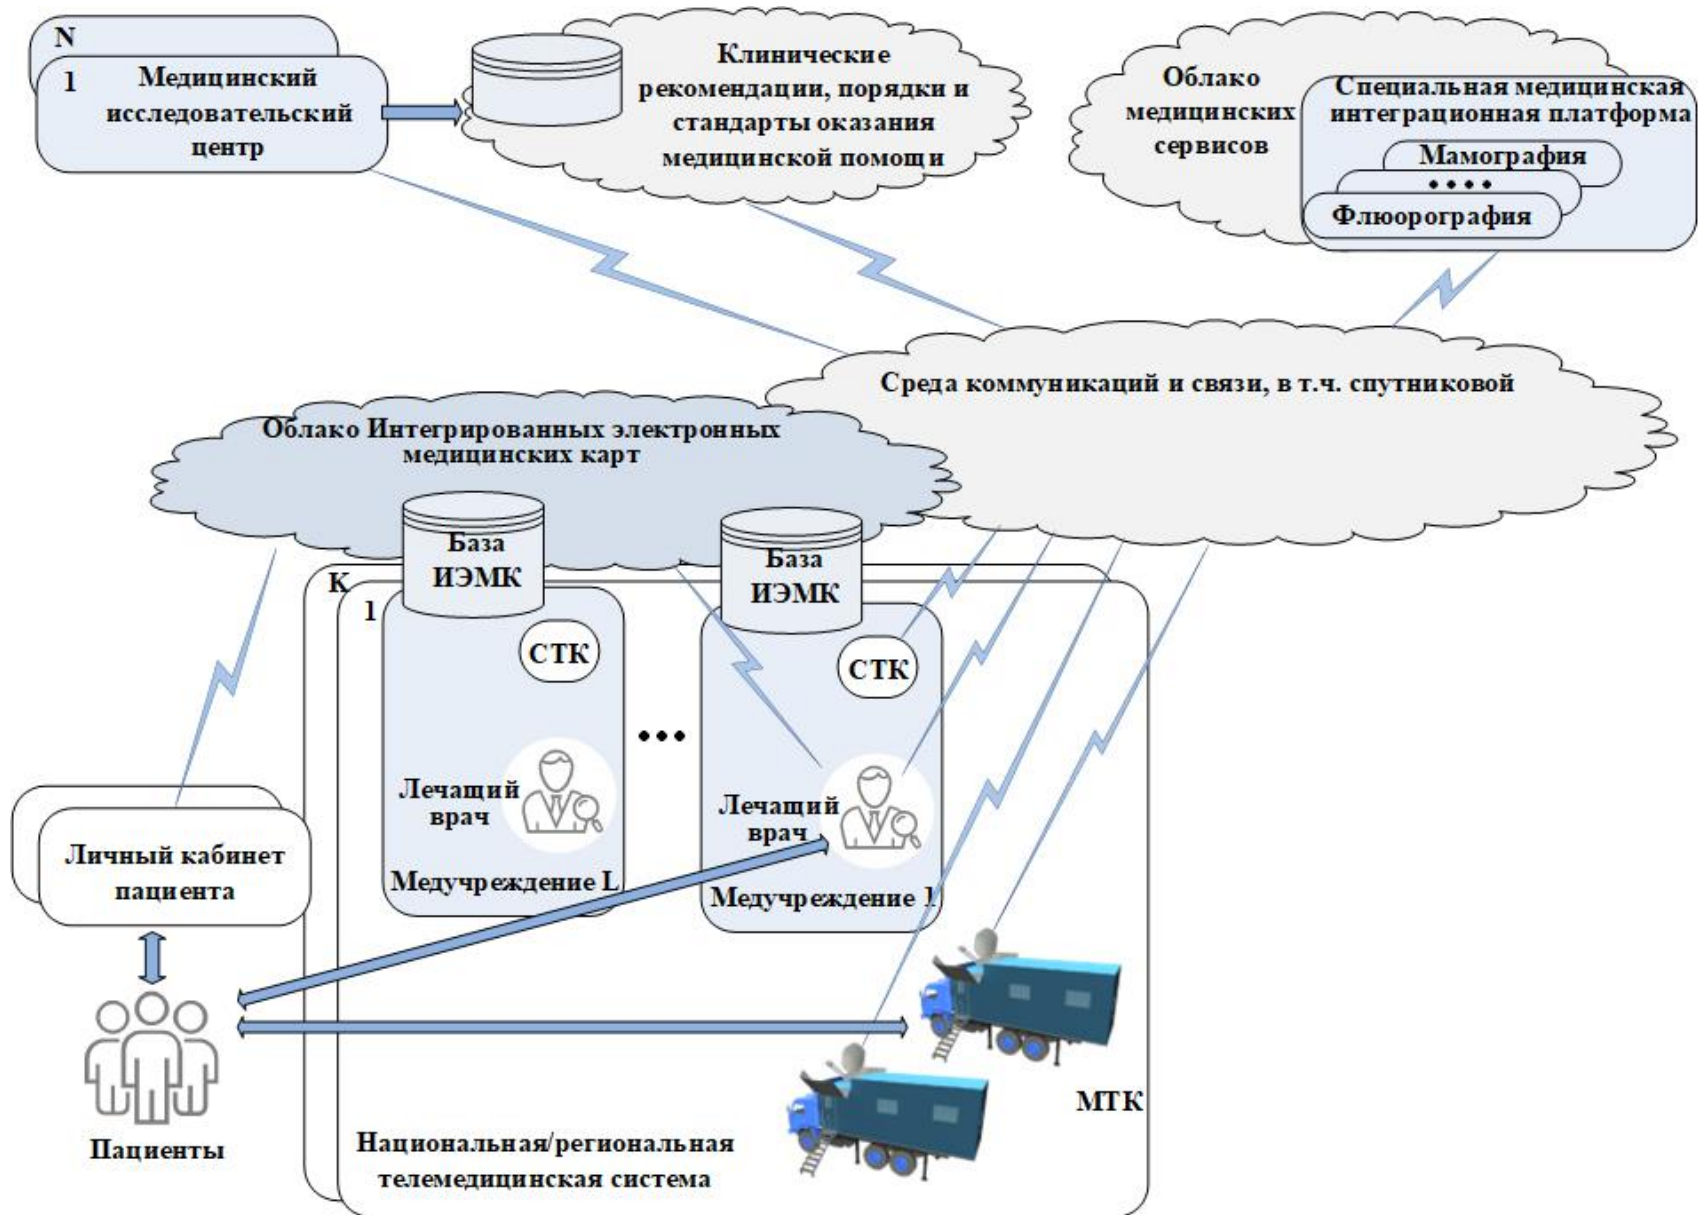 N
1
Медицинский
исследовательский
центр
Клинические
рекомендации, порядки и
стандарты оказания
медицинской помощи
Облако
медицинских
сервисов
Специальная медицинская
интеграционная платформа
Мамография
Флюорография
Среда коммуникаций и связи, в т.ч. спутниковой
Облако Интегрированных электронных
медицинских карт
База
ИЭМК
База
ИЭМК
K
1
СТК
СТК
Лечащий
врач
Лечащий
врач
Медучреждение L
Медучреждение 1
Личный кабинет
пациента
Пациенты
МТК
Национальная/региональная
телемедицинская система